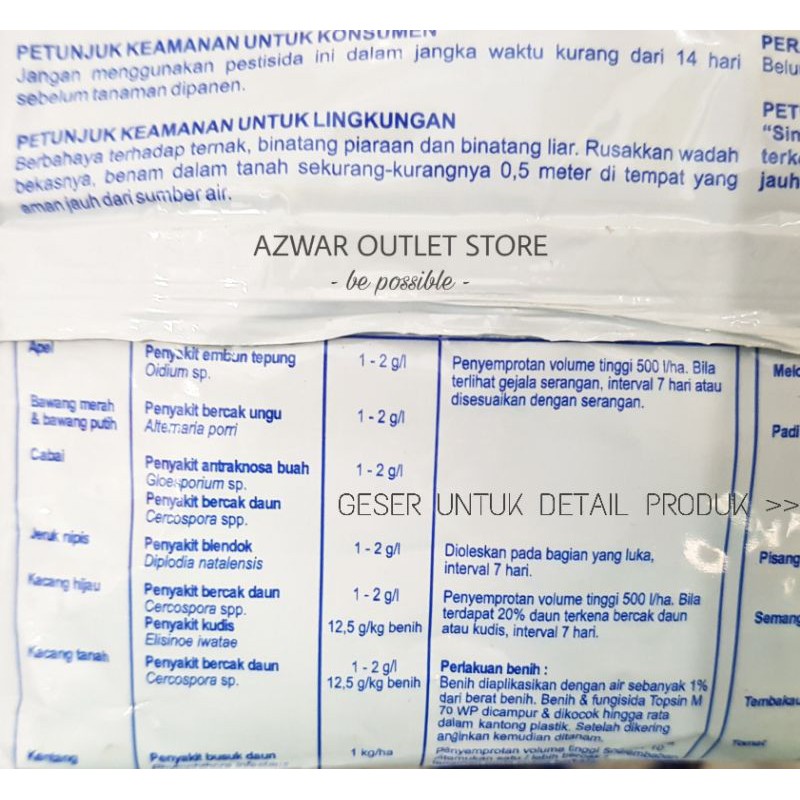 PETUNJUK KEAMANAN UNTUK KONSUMEN
Jangan menggunakan pestisida ini dalam jangka waktu kurang dari 14 hari
sebelum tanaman dipanen.
PETUNJUK KEAMANAN UNTUK LINGKUNGAN
Berbahaya terhadap ternak, binatang piaraan dan binatang liar. Rusakkan wadah
bekasnya, benam dalam tanah sekurang-kurangnya 0,5 meter di tempat yang
aman jauh dari sumber air.
PER
Belu
PET
“Sin
terke
jauh
AZWAR OUTLET STORE
- be possible -
Apel
Penyakit embun tepung
Oidium sp.
1 - 2 g/l
Penyemprotan volume tinggi 500 l/ha. Bila
terlihat gejala serangan, interval 7 hari atau
disesuaikan dengan serangan.
Bawang merah
& bawang putih
Penyakit bercak ungu
Alternaria porri
1 - 2 g/l
Cabai
Penyakit antraknosa buah
Gloesporium sp.
1 - 2 g/l
Penyakit bercak daun
Cercospora spp.
GESER UNTUK DETAIL PRODUK >>
Jeruk nipis
Penyakit blendok
Diplodia natalensis
1 - 2 g/l
Dioleskan pada bagian yang luka,
interval 7 hari.
Kacang hijau
Penyakit bercak daun
Cercospora spp.
1 - 2 g/l
Penyakit kudis
Elisinoe iwatae
12,5 g/kg benih
Penyemprotan volume tinggi 500 l/ha. Bila
terdapat 20% daun terkena bercak daun
atau kudis, interval 7 hari.
Kacang tanah
Penyakit bercak daun
Cercospora sp.
1 - 2 g/l
12,5 g/kg benih
Perlakuan benih :
Benih diaplikasikan dengan air sebanyak 1%
dari berat benih. Benih & fungisida Topsin M
70 WP dicampur & dikocok hingga rata
dalam kantong plastik. Setelah dikering
anginkan kemudian ditanam.
Kentang
Penyakit busuk daun
1 kg/ha
Penyemprotan volume tinggi
Melo
Padi
Pisang
Semang
Tembakau
Tomat